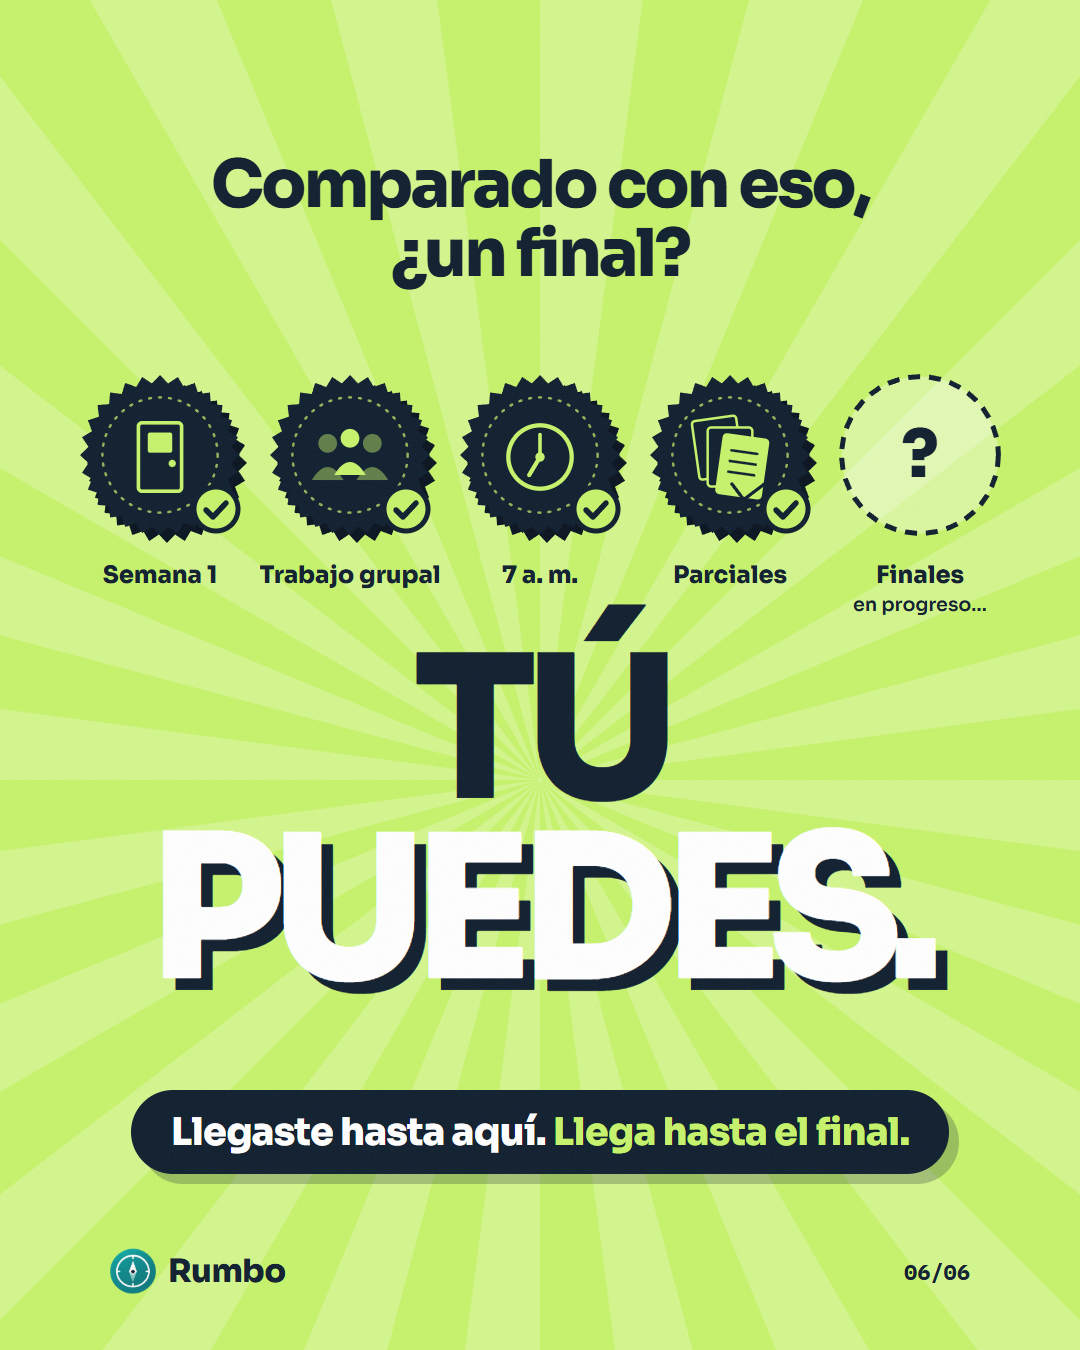 Comparado con eso,
¿un final?
?
Semana 1
Trabajo grupal
7 a. m.
Parciales
Finales
en progreso...
TÚ
PUEDES.
Llegaste hasta aquí. Llega hasta el final.
Rumbo
06/06